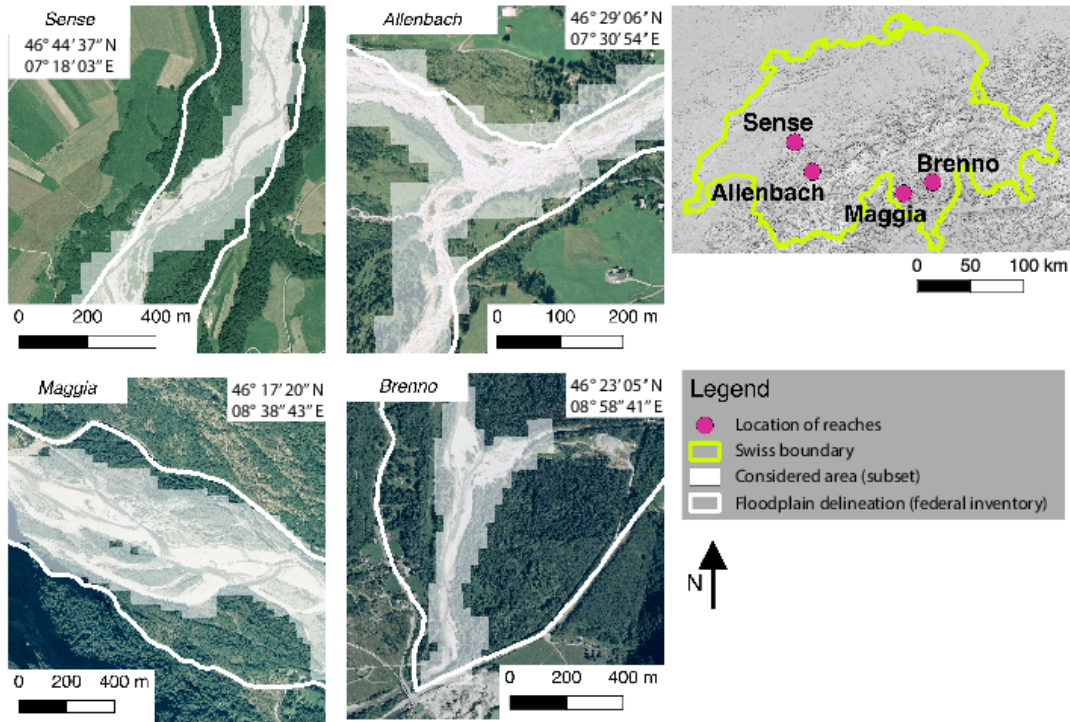 Sense
46° 44' 37" N
07° 18' 03" E
0 200 400 m
Allenbach
46° 29' 06" N
07° 30' 54" E
0 100 200 m
Sense
Allenbach
Brenno
Maggia
0 50 100 km
Maggia
46° 17' 20" N
08° 38' 43" E
0 200 400 m
Brenno
46° 23' 05" N
08° 58' 41" E
0 200 400 m
Legend
Location of reaches
Swiss boundary
Considered area (subset)
Floodplain delineation (federal inventory)
N